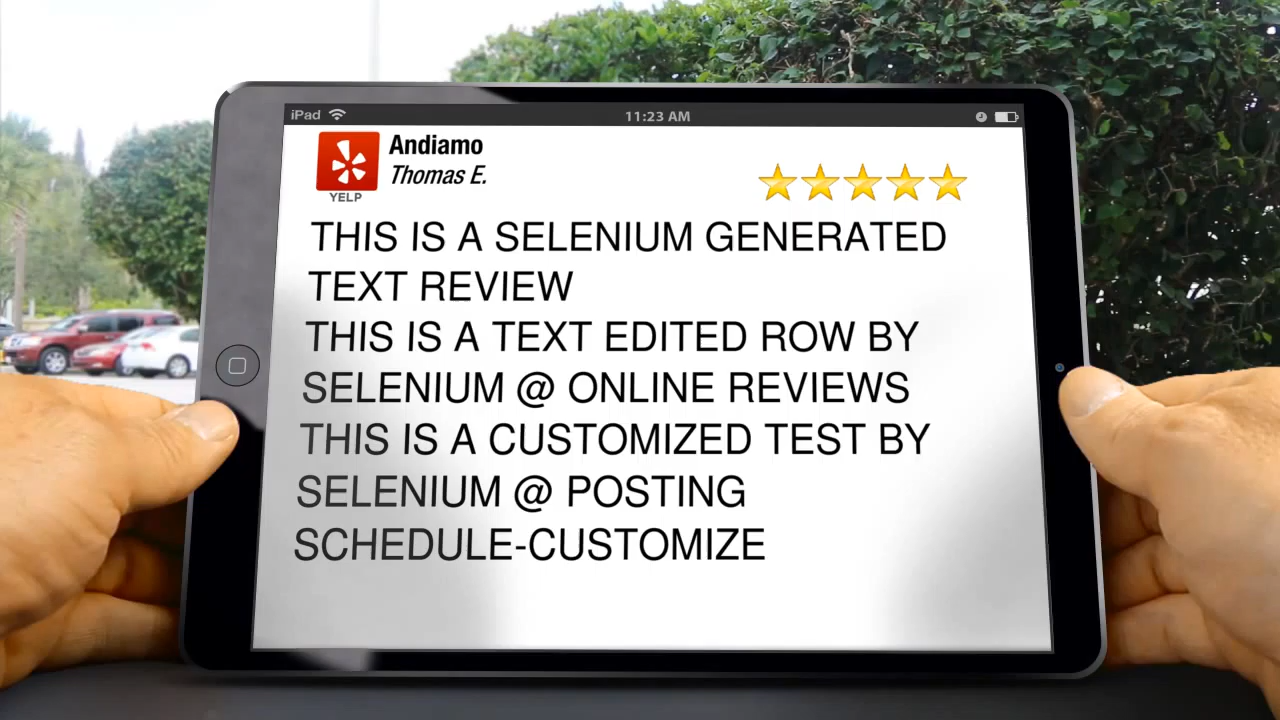 iPad 11:23 AM
Andiamo
Thomas E.
YELP
THIS IS A SELENIUM GENERATED
TEXT REVIEW
THIS IS A TEXT EDITED ROW BY
SELENIUM @ ONLINE REVIEWS
THIS IS A CUSTOMIZED TEST BY
SELENIUM @ POSTING
SCHEDULE-CUSTOMIZE